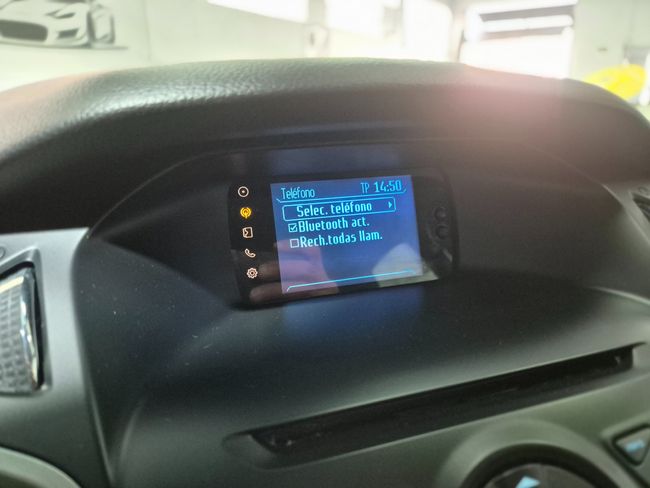 Teléfono TP 14:50
Selec. teléfono
Bluetooth act.
Rech.todas llam.